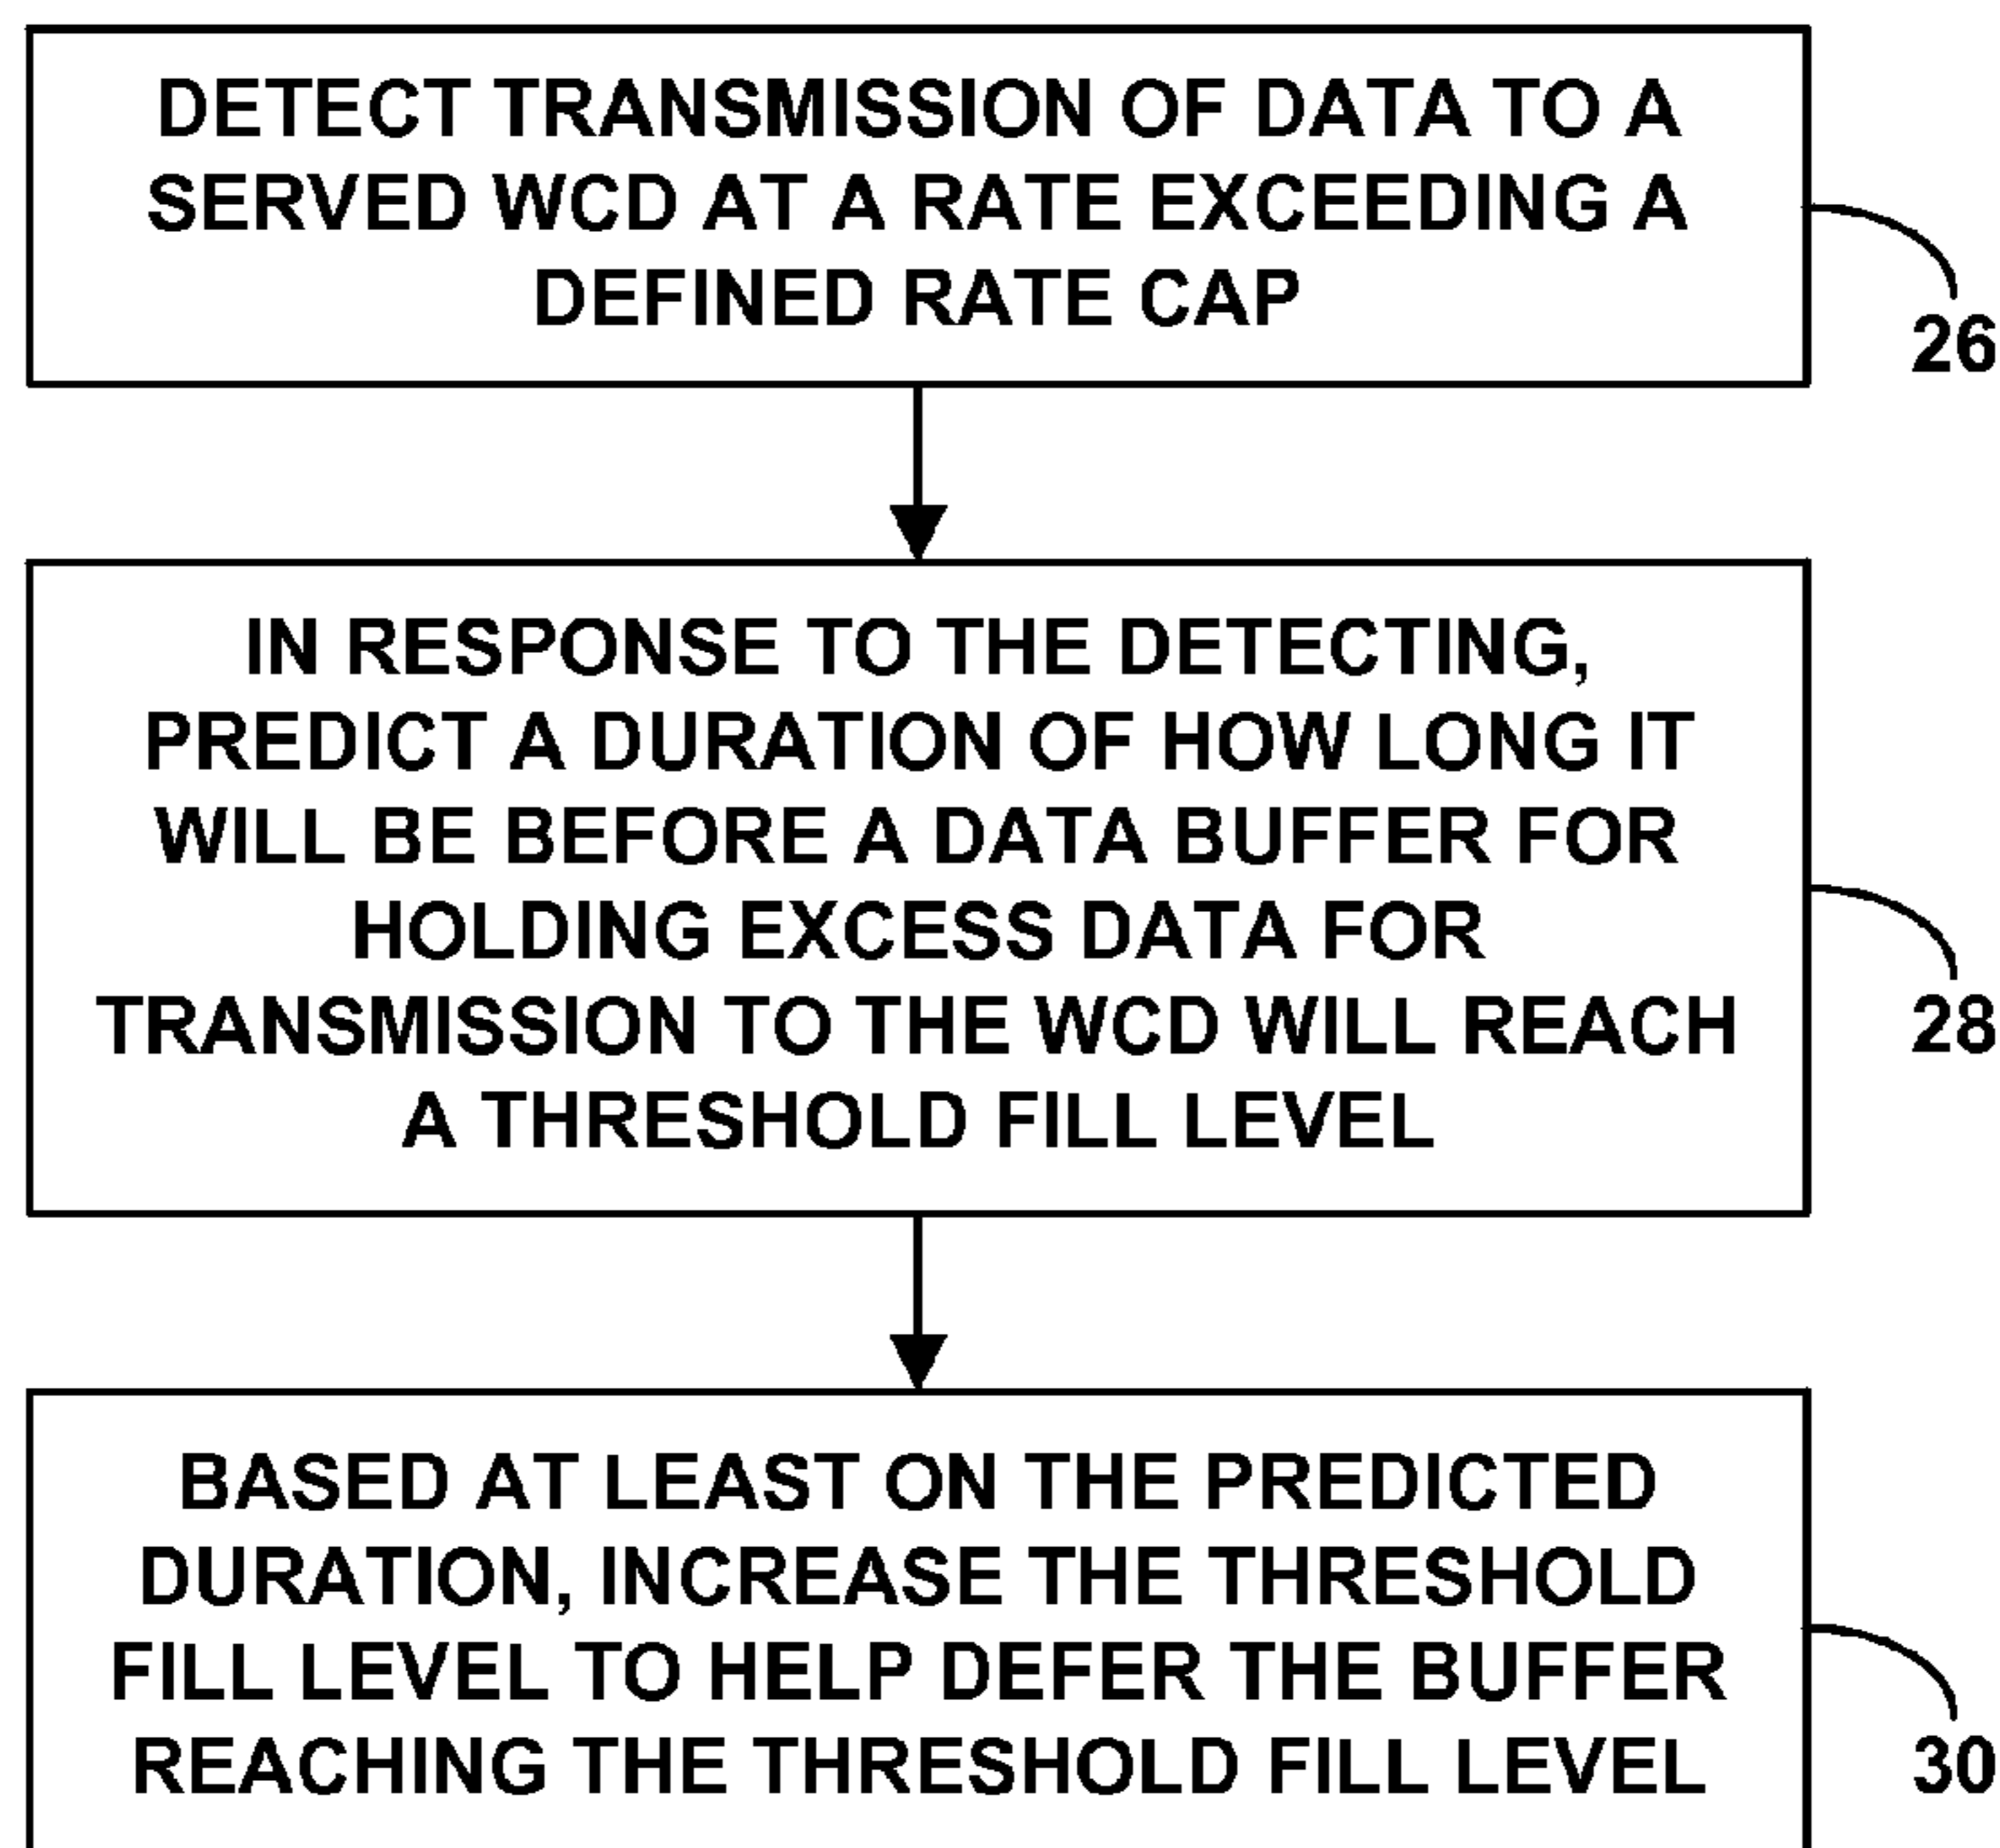 DETECT TRANSMISSION OF DATA TO A
SERVED WCD AT A RATE EXCEEDING A
DEFINED RATE CAP
26
IN RESPONSE TO THE DETECTING,
PREDICT A DURATION OF HOW LONG IT
WILL BE BEFORE A DATA BUFFER FOR
HOLDING EXCESS DATA FOR
TRANSMISSION TO THE WCD WILL REACH
A THRESHOLD FILL LEVEL
28
BASED AT LEAST ON THE PREDICTED
DURATION, INCREASE THE THRESHOLD
FILL LEVEL TO HELP DEFER THE BUFFER
REACHING THE THRESHOLD FILL LEVEL
30